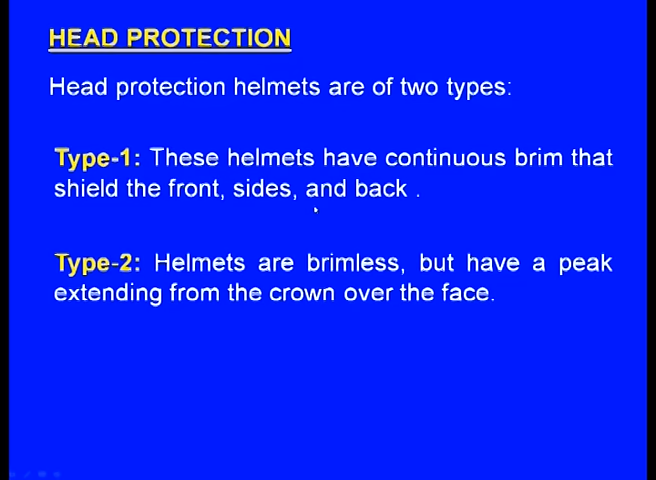 HEAD PROTECTION
Head protection helmets are of two types:
Type-1: These helmets have continuous brim that
shield the front, sides, and back .
Type-2: Helmets are brimless, but have a peak
extending from the crown over the face.